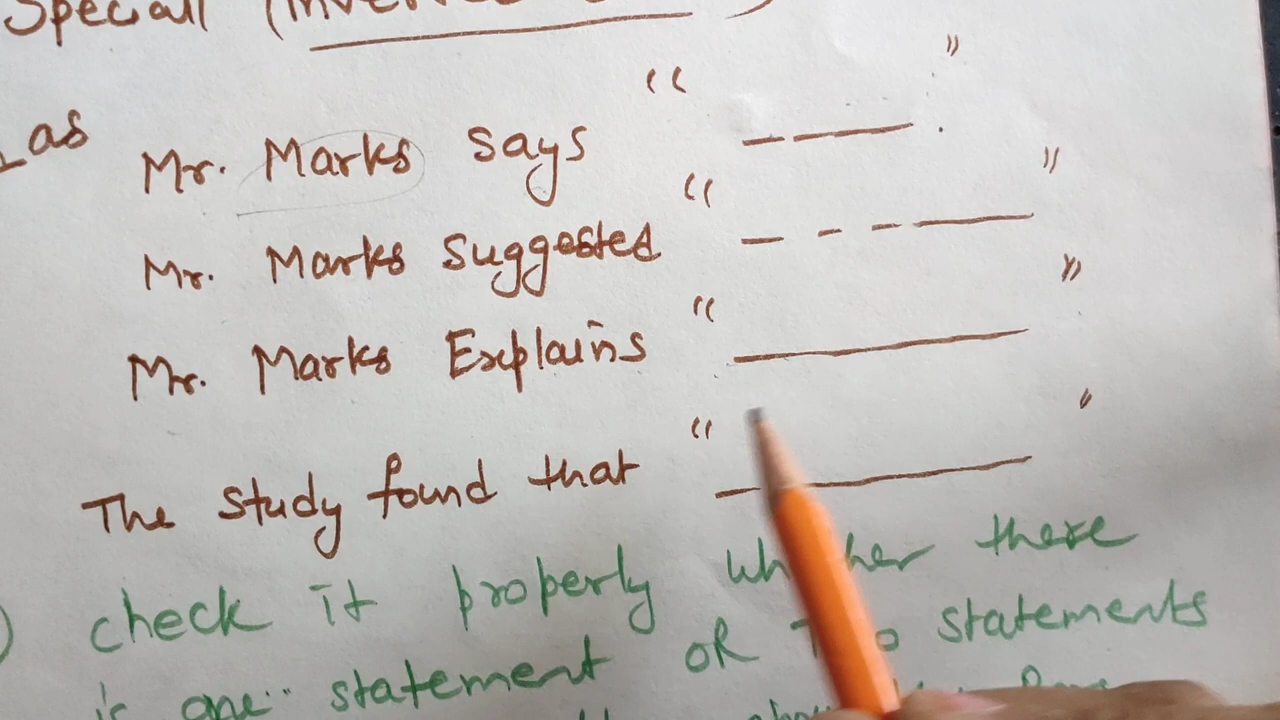 Speciall (
as
Mr. Marks says “ — — . ”
Mr. Marks suggested “ — - - — ”
Mr. Marks Explains “ — ”
The study found that “ — ”
check it properly whether there
is one statement OR Two statements